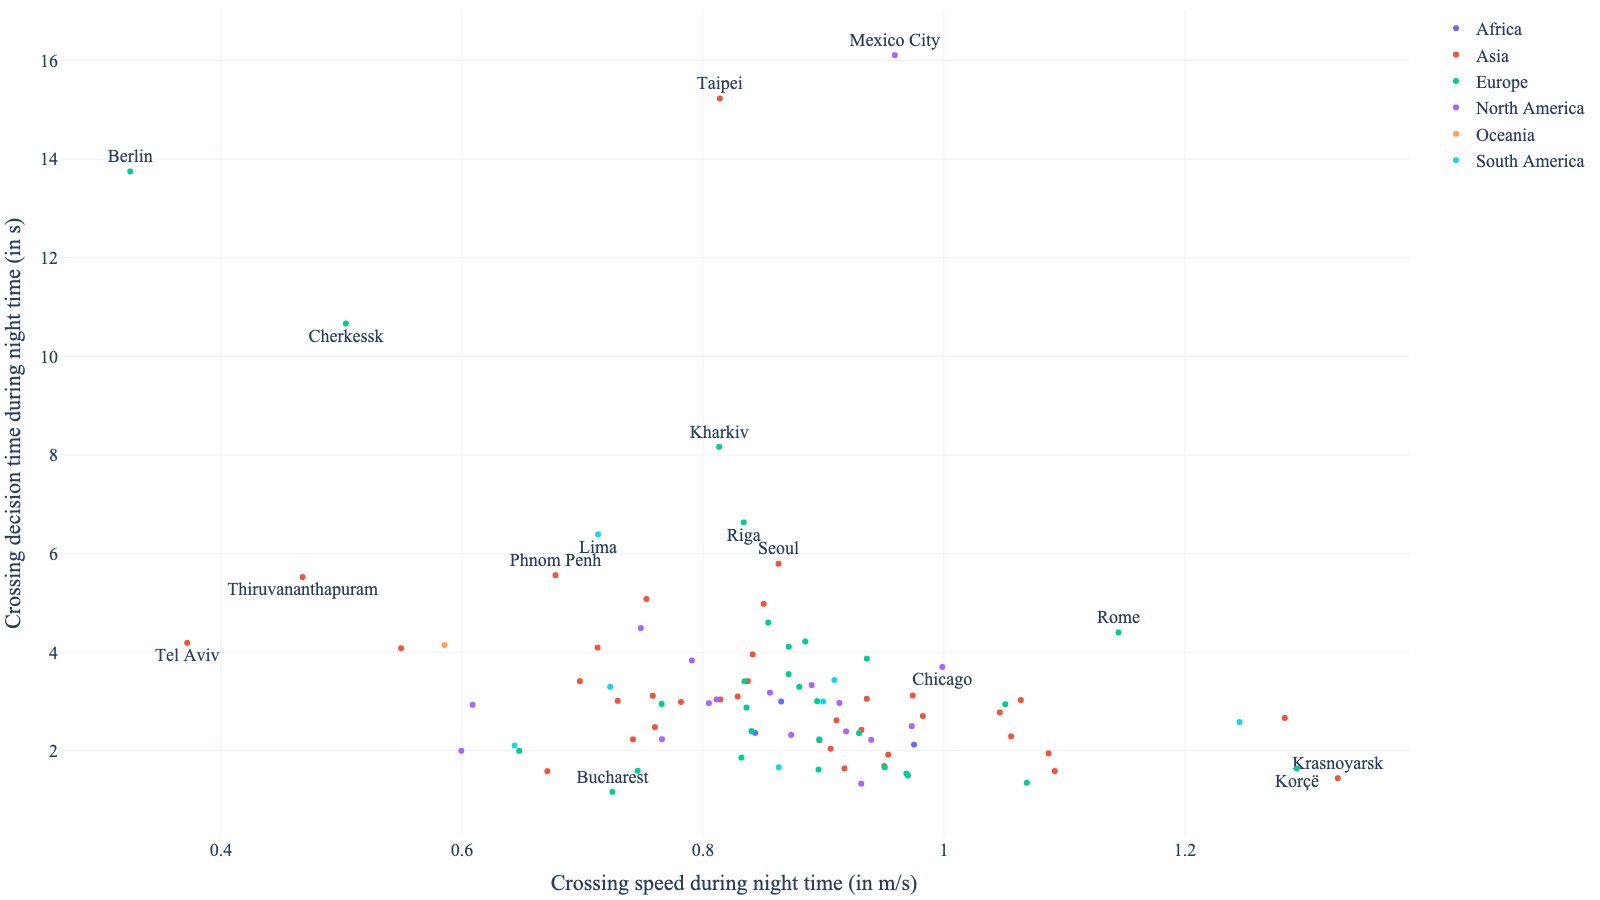 Mexico City
Taipei
Berlin
Cherkessk
Kharkiv
Riga
Lima
Seoul
Phnom Penh
Thiruvananthapuram
Rome
Tel Aviv
Chicago
Bucharest
Krasnoyarsk
Korçë
16
14
12
10
8
6
4
2
0.4
0.6
0.8
1
1.2
Crossing speed during night time (in m/s)
Crossing decision time during night time (in s)
Africa
Asia
Europe
North America
Oceania
South America